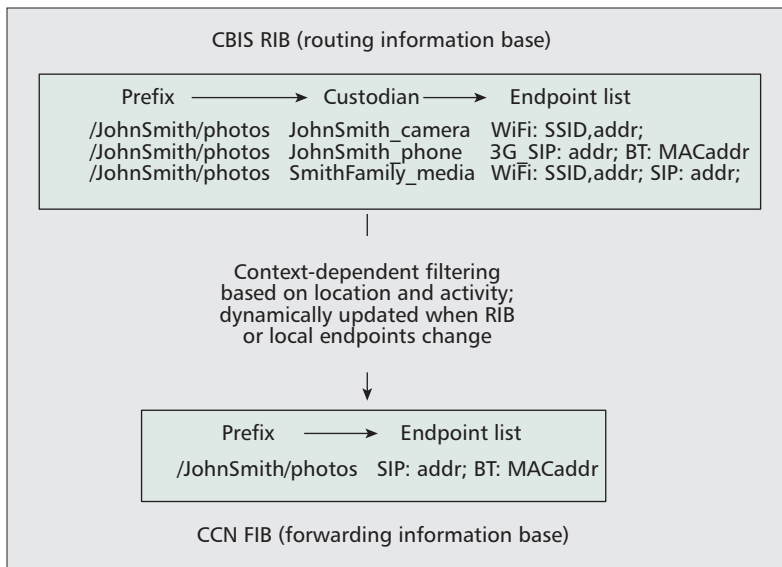 CBIS RIB (routing information base)
Prefix Custodian Endpoint list
/JohnSmith/photos JohnSmith_camera WiFi: SSID,addr;
/JohnSmith/photos JohnSmith_phone 3G_SIP: addr; BT: MACaddr
/JohnSmith/photos SmithFamily_media WiFi: SSID,addr; SIP: addr;
Context-dependent filtering
based on location and activity;
dynamically updated when RIB
or local endpoints change
Prefix Endpoint list
/JohnSmith/photos SIP: addr; BT: MACaddr
CCN FIB (forwarding information base)